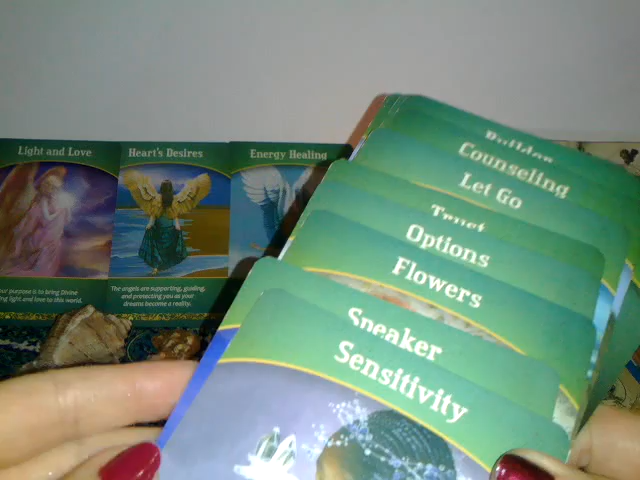 Light and Love
Heart's Desires
Energy Healing
your purpose is to bring Divine
light and love to this world.
The angels are supporting, guiding,
and protecting you as your
dreams become a reality.
Counseling
Let Go
Trust
Options
Flowers
Speaker
Sensitivity